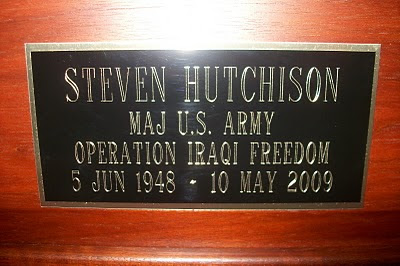 STEVEN HUTCHISON
MAJ U.S. ARMY
OPERATION IRAQI FREEDOM
5 JUN 1948 - 10 MAY 2009